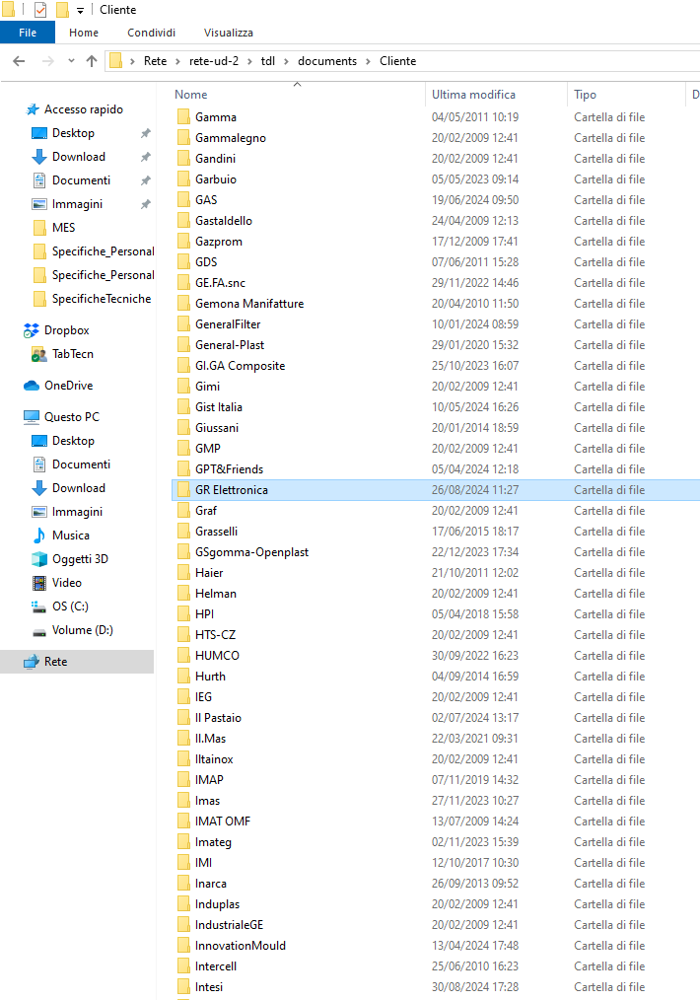 Cliente
File Home Condividi Visualizza
Rete > rete-ud-2 > tdl > documents > Cliente
Nome Ultima modifica Tipo D
Accesso rapido
Desktop
Download
Documenti
Immagini
MES
Specifiche_Personal
Specifiche_Personal
SpecificheTecniche
Dropbox
TabTecn
OneDrive
Questo PC
Desktop
Documenti
Download
Immagini
Musica
Oggetti 3D
Video
OS (C:)
Volume (D:)
Rete
Gamma 04/05/2011 10:19 Cartella di file
Gammalegno 20/02/2009 12:41 Cartella di file
Gandini 20/02/2009 12:41 Cartella di file
Garbuio 05/05/2023 09:14 Cartella di file
GAS 19/06/2024 09:50 Cartella di file
Gastaldello 24/04/2009 12:13 Cartella di file
Gazprom 17/12/2009 17:41 Cartella di file
GDS 07/06/2011 15:28 Cartella di file
GE.FA.snc 29/11/2022 14:46 Cartella di file
Gemona Manifatture 20/04/2010 11:50 Cartella di file
GeneralFilter 10/01/2024 08:59 Cartella di file
General-Plast 29/01/2020 15:32 Cartella di file
GI.GA Composite 25/10/2023 16:07 Cartella di file
Gimi 20/02/2009 12:41 Cartella di file
Gist Italia 10/05/2024 16:26 Cartella di file
Giussani 20/01/2014 18:59 Cartella di file
GMP 20/02/2009 12:41 Cartella di file
GPT&Friends 05/04/2024 12:18 Cartella di file
GR Elettronica 26/08/2024 11:27 Cartella di file
Graf 20/02/2009 12:41 Cartella di file
Grasselli 17/06/2015 18:17 Cartella di file
GSgomma-Openplast 22/12/2023 17:34 Cartella di file
Haier 21/10/2011 12:02 Cartella di file
Helman 20/02/2009 12:41 Cartella di file
HPI 05/04/2018 15:58 Cartella di file
HTS-CZ 20/02/2009 12:41 Cartella di file
HUMCO 30/09/2022 16:23 Cartella di file
Hurth 04/09/2014 16:59 Cartella di file
IEG 20/02/2009 12:41 Cartella di file
Il Pastaio 02/07/2024 13:17 Cartella di file
Il.Mas 22/03/2021 09:31 Cartella di file
Iltainox 20/02/2009 12:41 Cartella di file
IMAP 07/11/2019 14:32 Cartella di file
Imas 27/11/2023 10:27 Cartella di file
IMAT OMF 13/07/2009 14:24 Cartella di file
Imateg 02/11/2023 15:39 Cartella di file
IMI 12/10/2017 10:30 Cartella di file
Inarca 26/09/2013 09:52 Cartella di file
Induplas 20/02/2009 12:41 Cartella di file
IndustrialeGE 20/02/2009 12:41 Cartella di file
InnovationMould 13/04/2024 17:48 Cartella di file
Intercell 25/06/2010 16:23 Cartella di file
Intesi 30/08/2024 17:28 Cartella di file